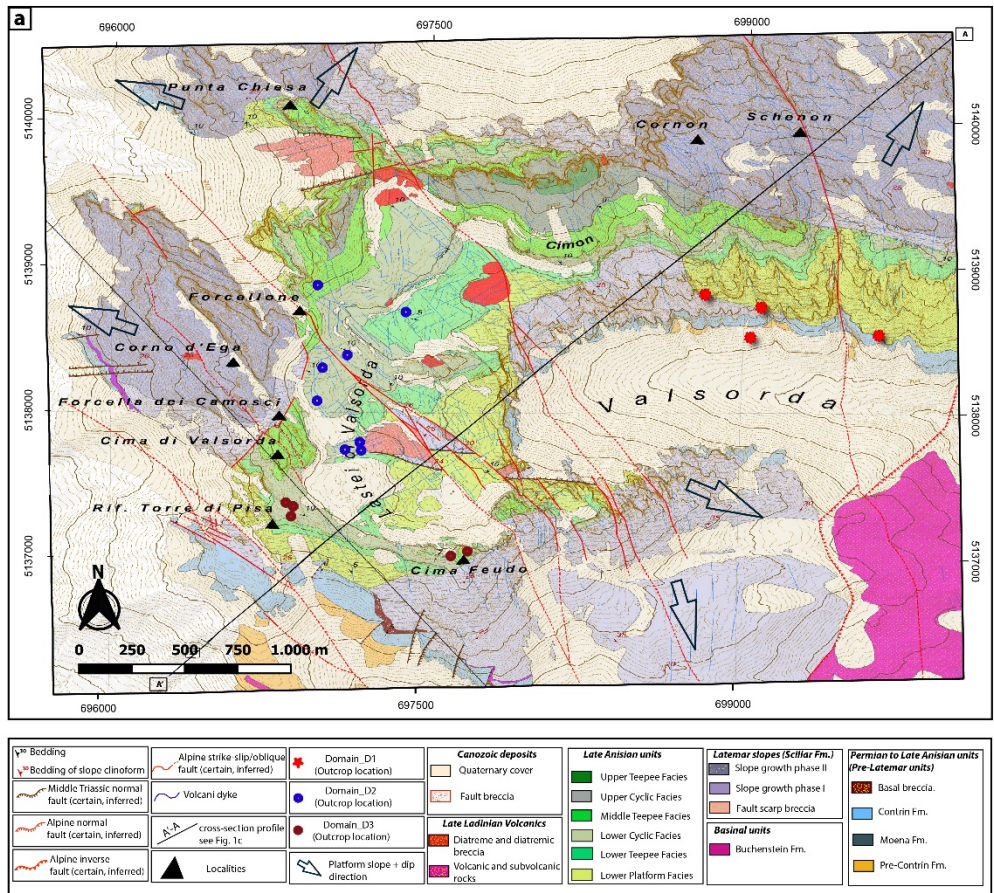 a
696000
697500
699000
A
Punta Chiesa
Cornon
Schenon
5140000
5140000
Cimon
5139000
5139000
Forcellone
Corno d'Ega
Valsorda
Forcella dei Camosci
5138000
5138000
Cima di Valsorda
Lastei di Valsorda
Rif. Torre di Pisa
5137000
5137000
Cima Feudo
N
0 250 500 750 1.000 m
A'
696000
697500
699000
30 Bedding
30 Bedding of slope clinoform
Middle Triassic normal
fault (certain, inferred)
Alpine normal
fault (certain, inferred)
Alpine inverse
fault (certain, inferred)
Alpine strike-slip/oblique
fault (certain, inferred)
Volcani dyke
A'-A
cross-section profile
see Fig. 1c
Localities
Domain_D1
(Outcrop location)
Domain_D2
(Outcrop location)
Domain_D3
(Outcrop location)
Platform slope + dip
direction
Canozoic deposits
Quaternary cover
Fault breccia
Late Ladinian Volcanics
Diatreme and diatremic
breccia
Volcanic and subvolcanic
rocks
Late Anisian units
Upper Teepee Facies
Upper Cyclic Facies
Middle Teepee Facies
Lower Cyclic Facies
Lower Teepee Facies
Lower Platform Facies
Latemar slopes (Sciliar Fm.)
Slope growth phase II
Slope growth phase I
Fault scarp breccia
Basinal units
Buchenstein Fm.
Permian to Late Anisian units
(Pre-Latemar units)
Basal breccia.
Contrin Fm.
Moena Fm.
Pre-Contrin Fm.